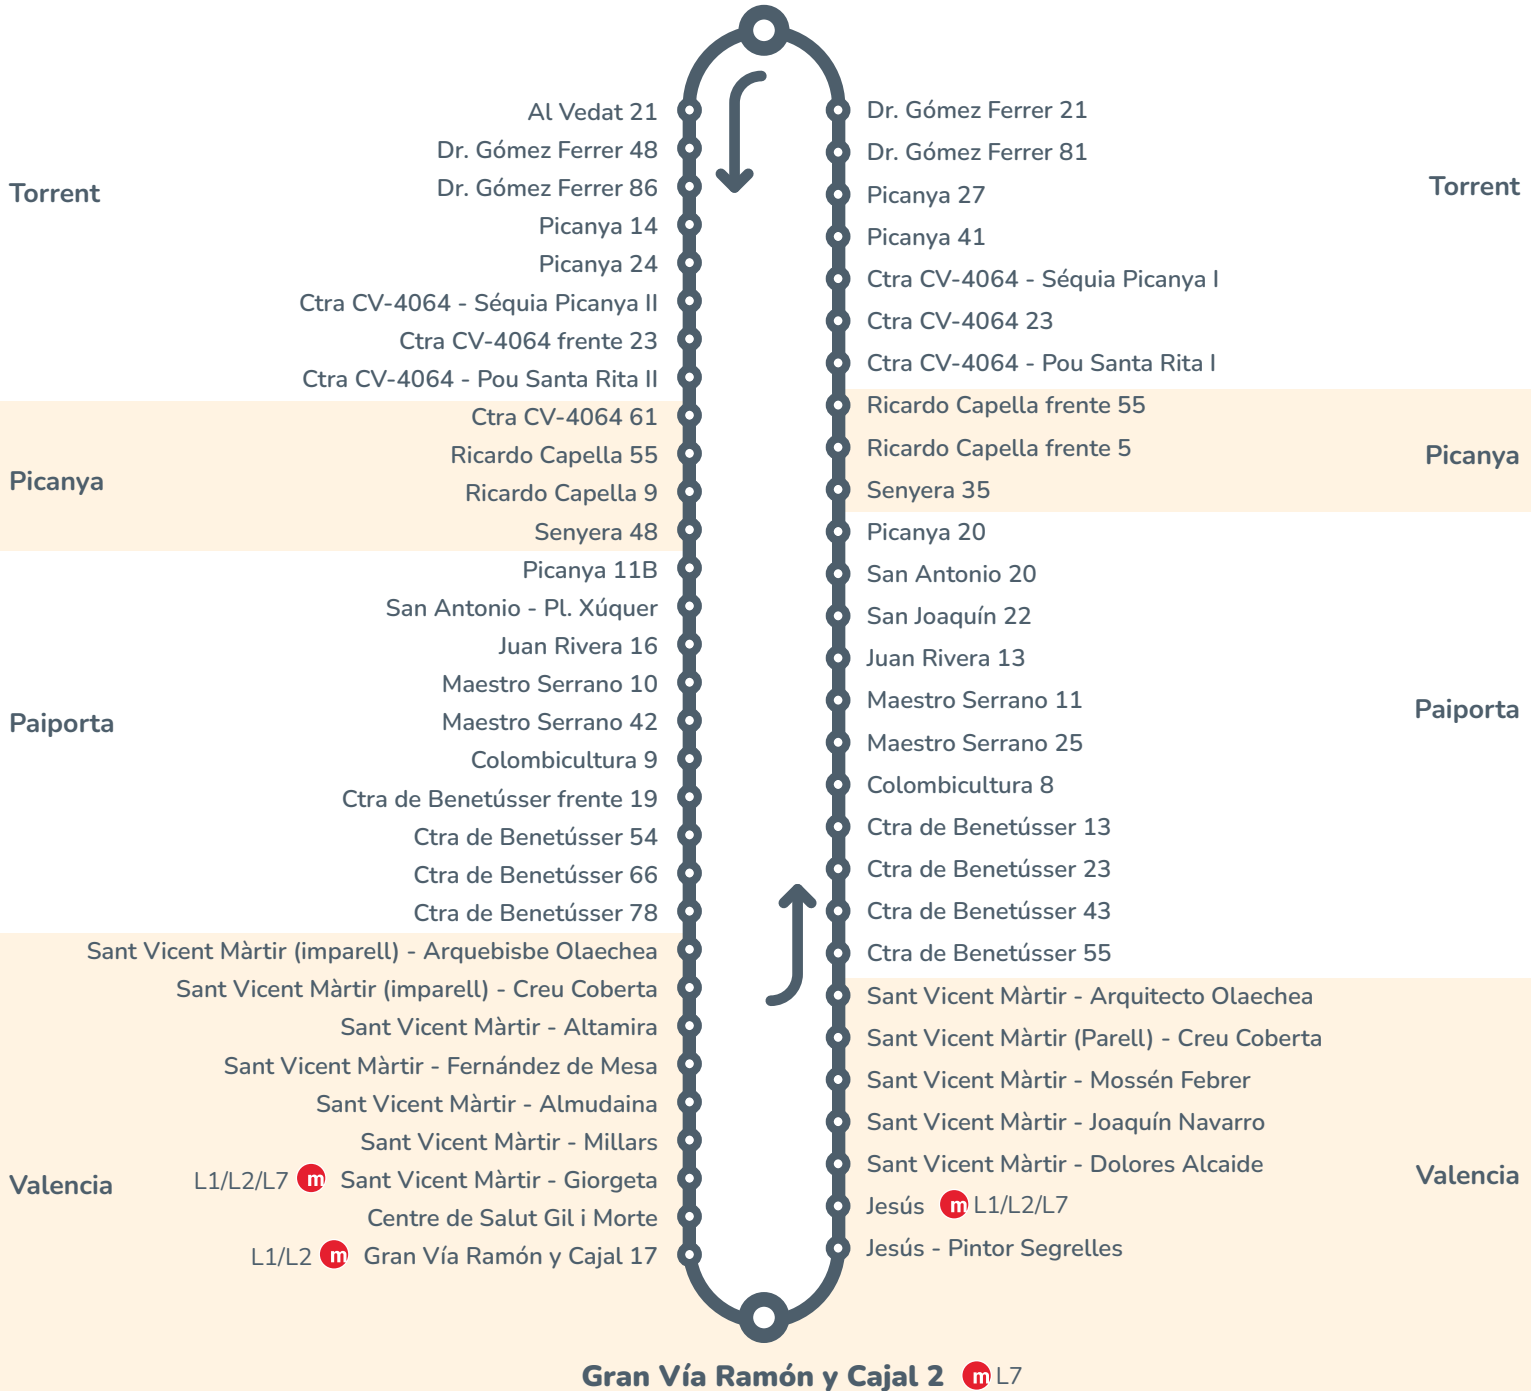 Torrent
Al Vedat 21
Dr. Gómez Ferrer 48
Dr. Gómez Ferrer 86
Picanya 14
Picanya 24
Ctra CV-4064 - Séquia Picanya II
Ctra CV-4064 frente 23
Ctra CV-4064 - Pou Santa Rita II
Picanya
Ctra CV-4064 61
Ricardo Capella 55
Ricardo Capella 9
Senyera 48
Paiporta
Picanya 11B
San Antonio - Pl. Xúquer
Juan Rivera 16
Maestro Serrano 10
Maestro Serrano 42
Colombicultura 9
Ctra de Benetússer frente 19
Ctra de Benetússer 54
Ctra de Benetússer 66
Ctra de Benetússer 78
Valencia
Sant Vicent Màrtir (imparell) - Arquebisbe Olaechea
Sant Vicent Màrtir (imparell) - Creu Coberta
Sant Vicent Màrtir - Altamira
Sant Vicent Màrtir - Fernández de Mesa
Sant Vicent Màrtir - Almudaina
Sant Vicent Màrtir - Millars
L1/L2/L7 m Sant Vicent Màrtir - Giorgeta
Centre de Salut Gil i Morte
L1/L2 m Gran Vía Ramón y Cajal 17
Torrent
Dr. Gómez Ferrer 21
Dr. Gómez Ferrer 81
Picanya 27
Picanya 41
Ctra CV-4064 - Séquia Picanya I
Ctra CV-4064 23
Ctra CV-4064 - Pou Santa Rita I
Picanya
Ricardo Capella frente 55
Ricardo Capella frente 5
Senyera 35
Paiporta
Picanya 20
San Antonio 20
San Joaquín 22
Juan Rivera 13
Maestro Serrano 11
Maestro Serrano 25
Colombicultura 8
Ctra de Benetússer 13
Ctra de Benetússer 23
Ctra de Benetússer 43
Ctra de Benetússer 55
Valencia
Sant Vicent Màrtir - Arquitecto Olaechea
Sant Vicent Màrtir (Parell) - Creu Coberta
Sant Vicent Màrtir - Mossén Febrer
Sant Vicent Màrtir - Joaquín Navarro
Sant Vicent Màrtir - Dolores Alcaide
Jesús m L1/L2/L7
Jesús - Pintor Segrelles
Gran Vía Ramón y Cajal 2 m L7